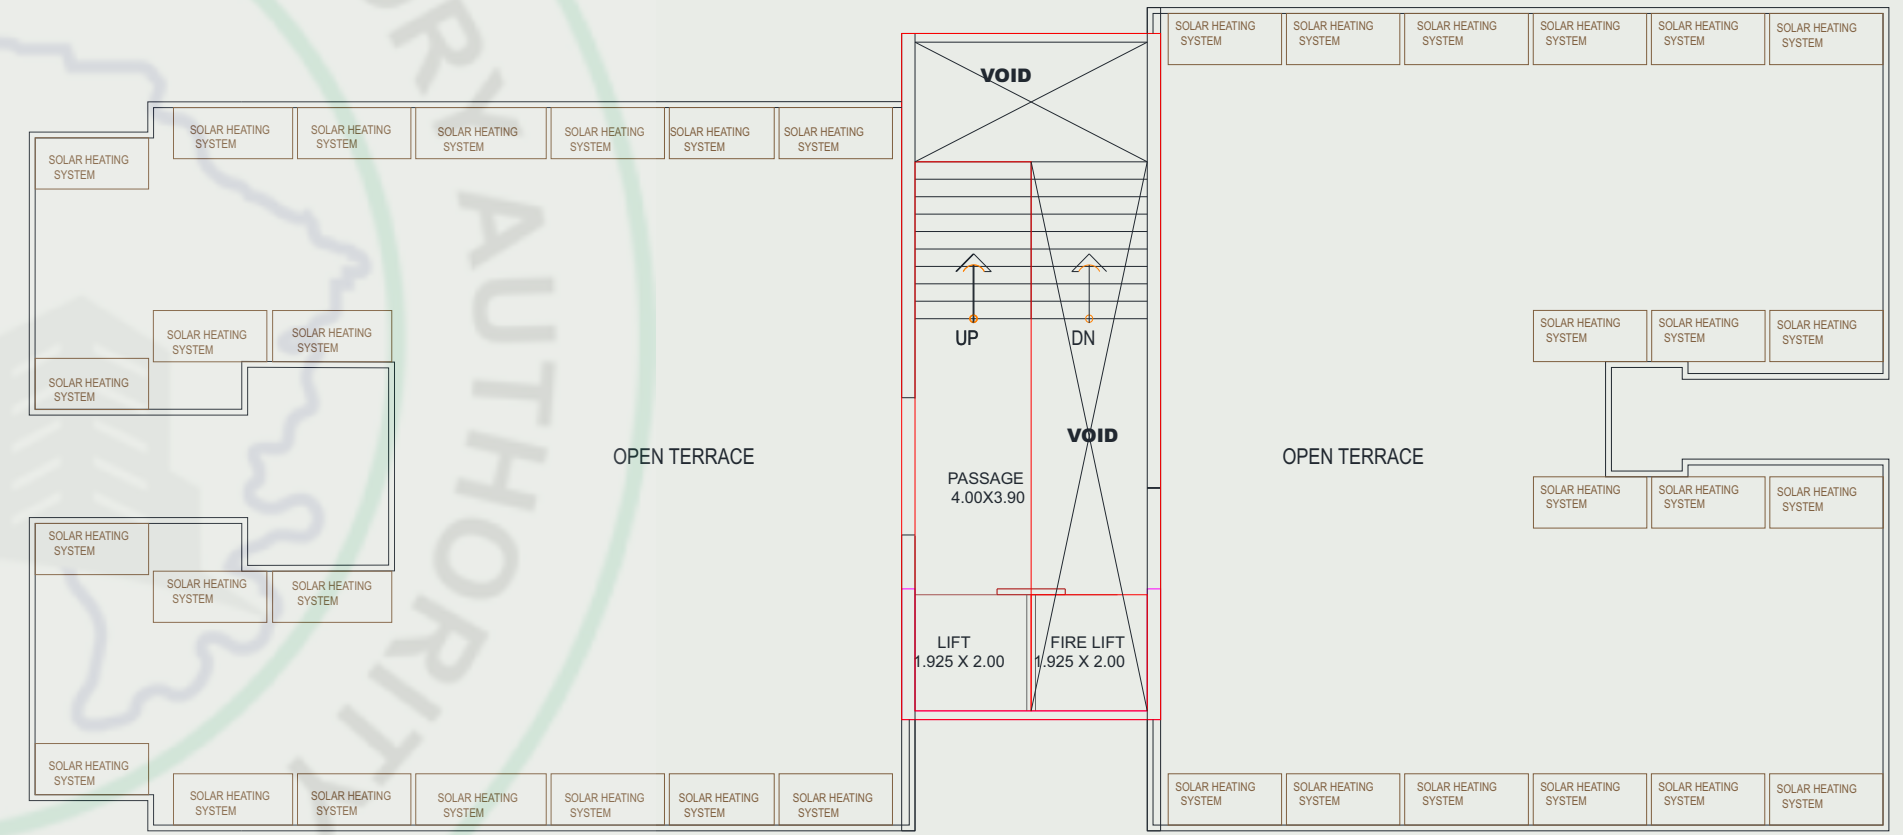 SOLAR HEATING
SYSTEM
SOLAR HEATING
SYSTEM
SOLAR HEATING
SYSTEM
SOLAR HEATING
SYSTEM
SOLAR HEATING
SYSTEM
SOLAR HEATING
SYSTEM
VOID
SOLAR HEATING
SYSTEM
SOLAR HEATING
SYSTEM
SOLAR HEATING
SYSTEM
SOLAR HEATING
SYSTEM
SOLAR HEATING
SYSTEM
SOLAR HEATING
SYSTEM
SOLAR HEATING
SYSTEM
SOLAR HEATING
SYSTEM
SOLAR HEATING
SYSTEM
UP
DN
SOLAR HEATING
SYSTEM
SOLAR HEATING
SYSTEM
SOLAR HEATING
SYSTEM
SOLAR HEATING
SYSTEM
VOID
OPEN TERRACE
OPEN TERRACE
PASSAGE
4.00X3.90
SOLAR HEATING
SYSTEM
SOLAR HEATING
SYSTEM
SOLAR HEATING
SYSTEM
SOLAR HEATING
SYSTEM
SOLAR HEATING
SYSTEM
SOLAR HEATING
SYSTEM
LIFT
1.925 X 2.00
FIRE LIFT
1.925 X 2.00
SOLAR HEATING
SYSTEM
SOLAR HEATING
SYSTEM
SOLAR HEATING
SYSTEM
SOLAR HEATING
SYSTEM
SOLAR HEATING
SYSTEM
SOLAR HEATING
SYSTEM
SOLAR HEATING
SYSTEM
SOLAR HEATING
SYSTEM
SOLAR HEATING
SYSTEM
SOLAR HEATING
SYSTEM
SOLAR HEATING
SYSTEM
SOLAR HEATING
SYSTEM
SOLAR HEATING
SYSTEM
AUTHORITY